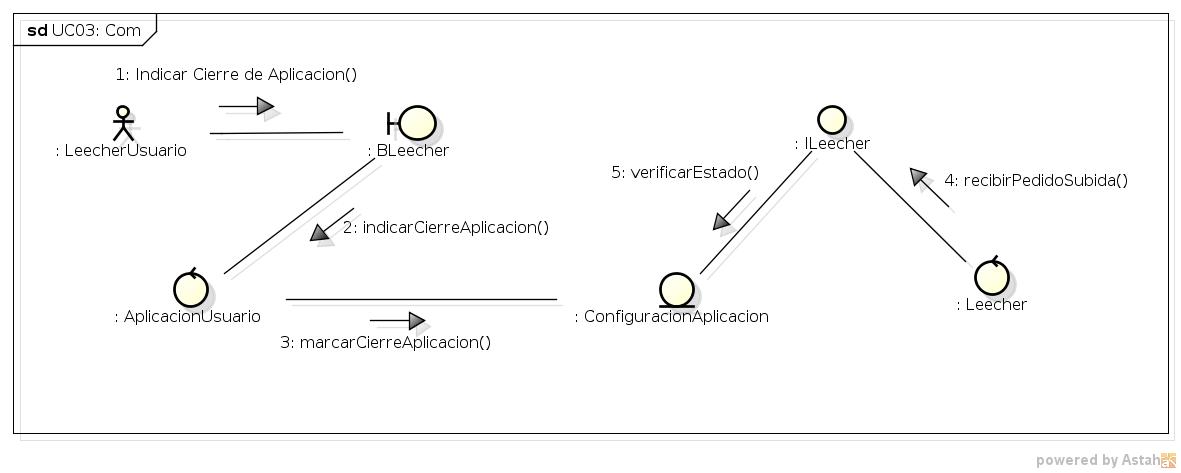 sd UC03: Com
1: Indicar Cierre de Aplicacion()
: LeecherUsuario
: BLeecher
: ILeecher
5: verificarEstado()
4: recibirPedidoSubida()
2: indicarCierreAplicacion()
: AplicacionUsuario
: ConfiguracionAplicacion
: Leecher
3: marcarCierreAplicacion()
powered by Astah